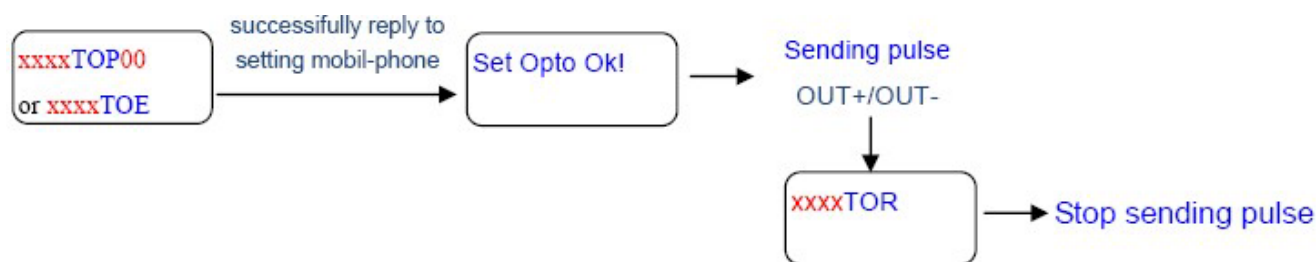 xxxxTOP00
or xxxxTOE
successfully reply to
setting mobil-phone
Set Opto Ok!
Sending pulse
OUT+/OUT-
xxxxTOR
Stop sending pulse